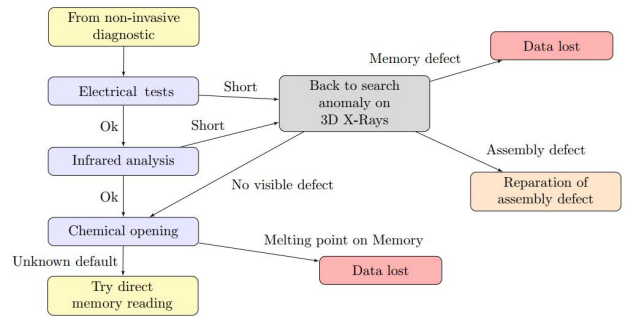 From non-invasive
diagnostic
Data lost
Memory defect
Electrical tests
Short
Back to search
anomaly on
3D X-Rays
Ok
Short
Assembly defect
Infrared analysis
No visible defect
Reparation of
assembly defect
Ok
Chemical opening
Melting point on Memory
Unknown default
Data lost
Try direct
memory reading